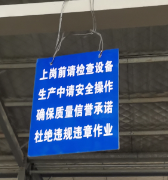 上岗前请检查设备
生产中请安全操作
确保质量信誉承诺
杜绝违规违章作业